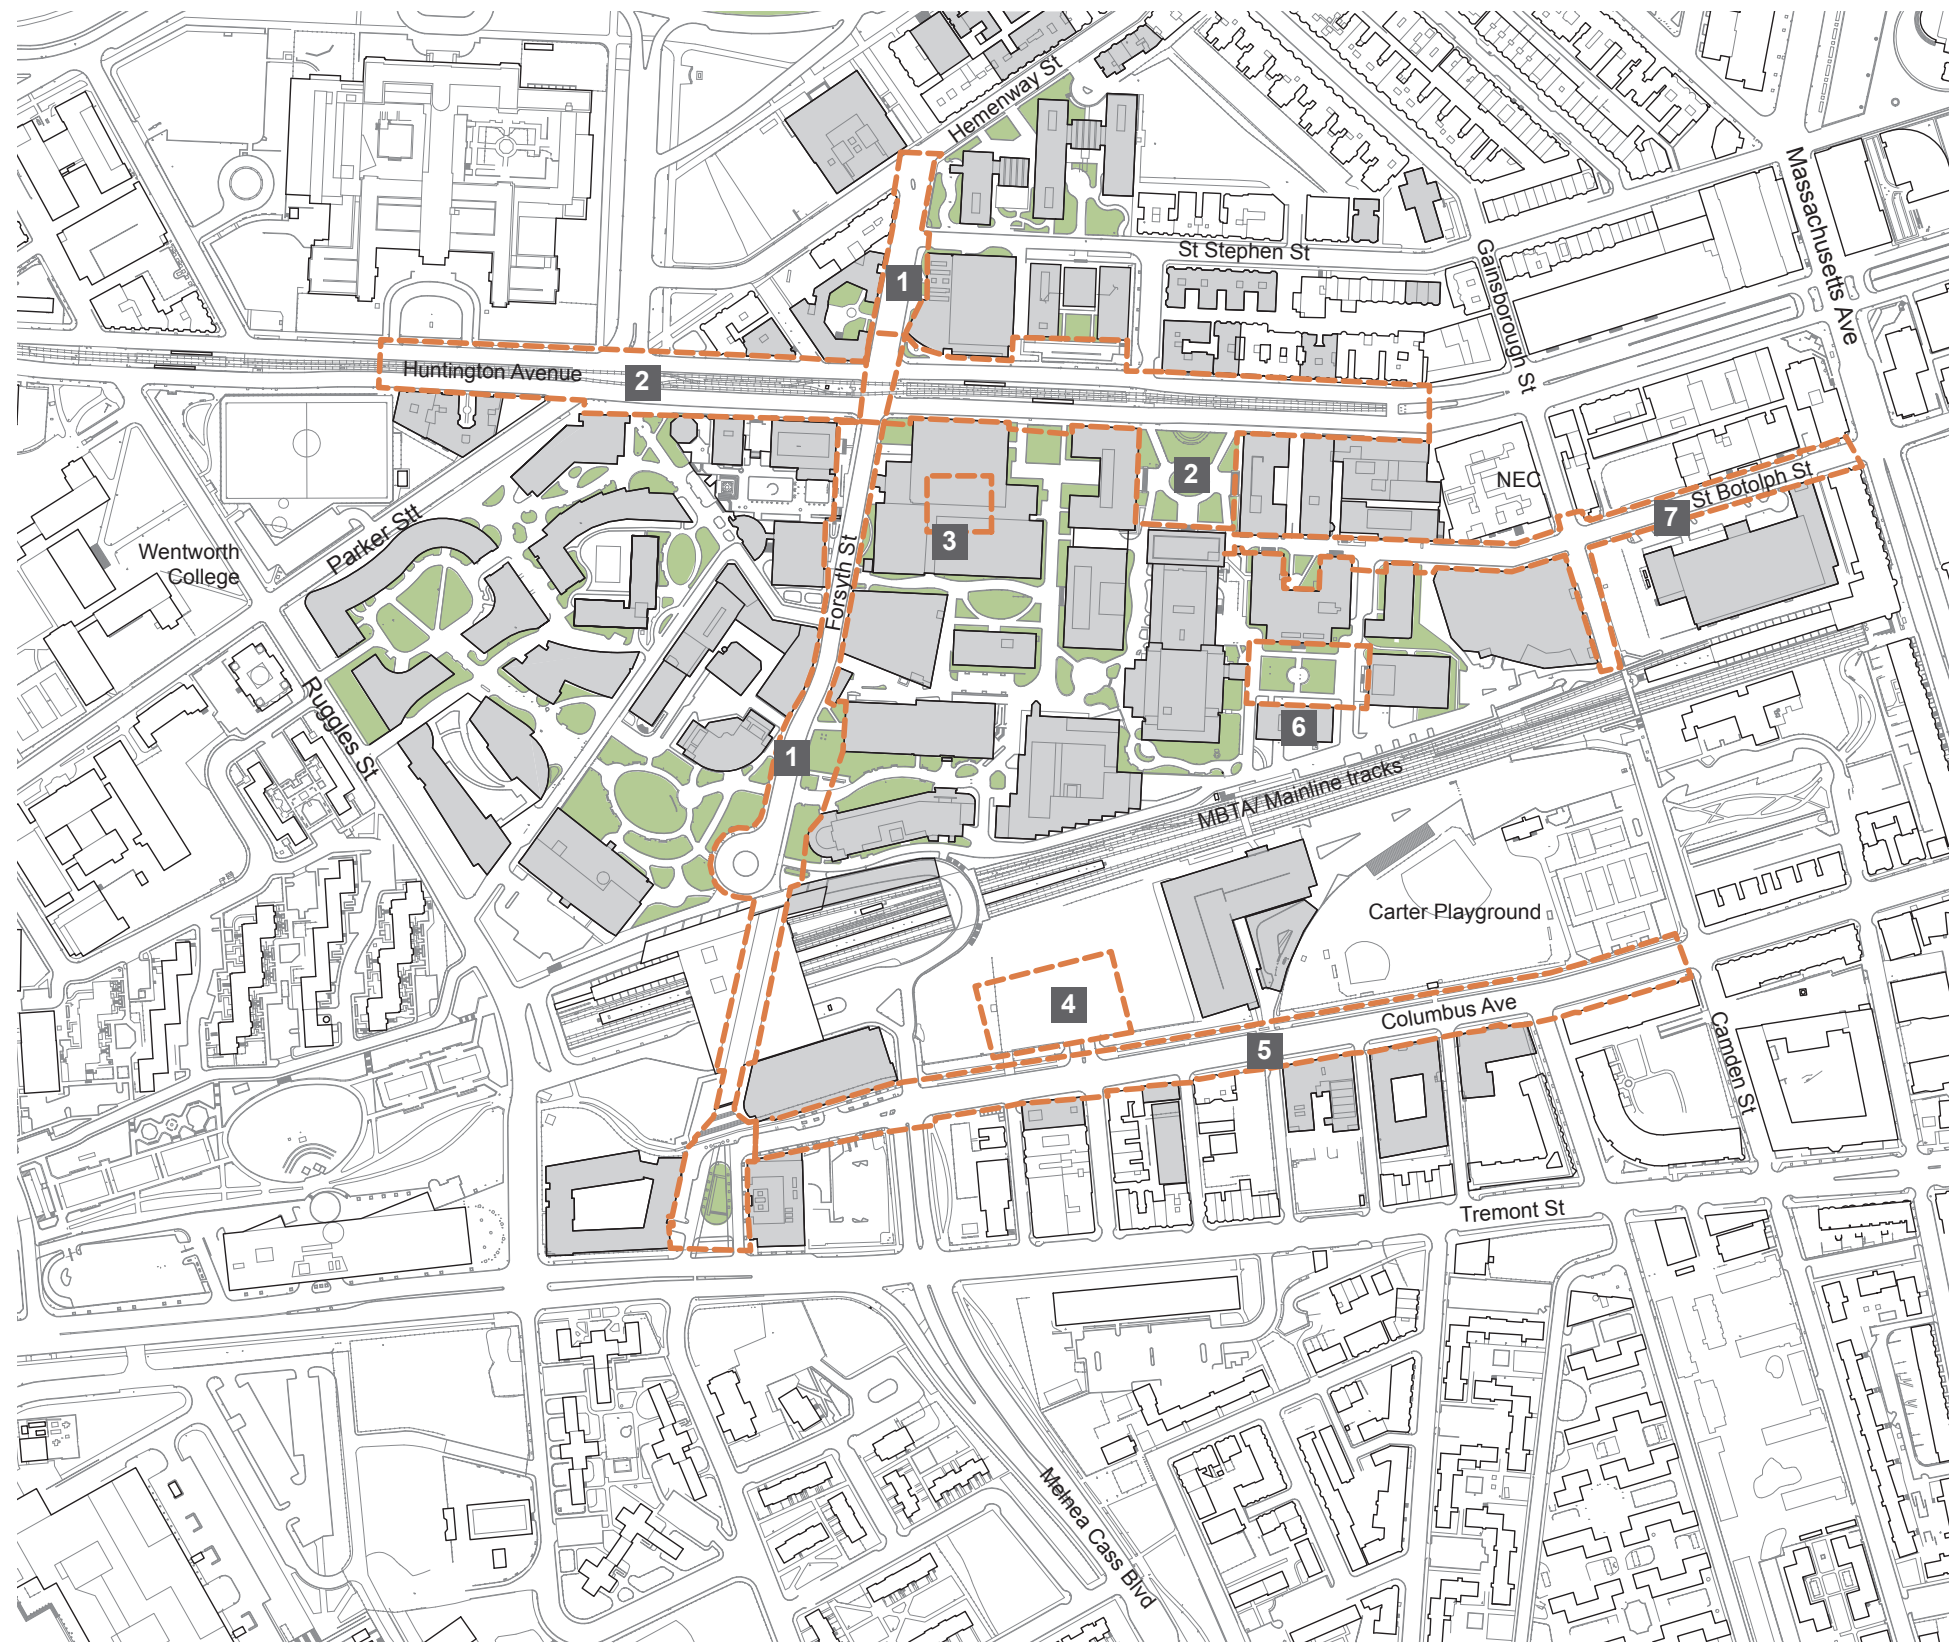 Hemenway St
Massachusetts Ave
St Stephen St
Gainsborough St
1
Huntington Avenue
2
2
NEC
St Botolph St
7
3
Parker Stt
Wentworth
College
Forsyth St
Ruggles St
6
1
MBTA/ Mainline tracks
Carter Playground
4
Columbus Ave
5
Camden St
Tremont St
Melnea Cass Blvd